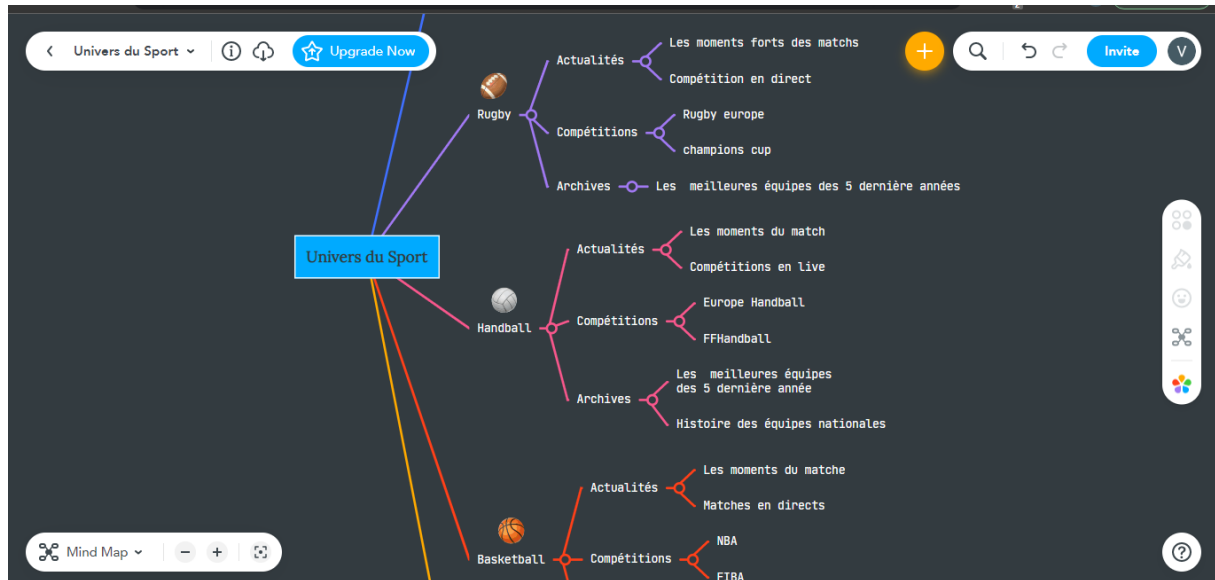 Univers du Sport
Upgrade Now
Invite
V
Rugby
Actualités
Les moments forts des matchs
Compétition en direct
Compétitions
Rugby europe
champions cup
Archives
Les meilleures équipes des 5 dernière années
Univers du Sport
Handball
Actualités
Les moments du match
Compétitions en live
Compétitions
Europe Handball
FFHandball
Archives
Les meilleures équipes
des 5 dernière année
Histoire des équipes nationales
Basketball
Actualités
Les moments du matche
Matches en directs
Compétitions
NBA
FIBA
Mind Map